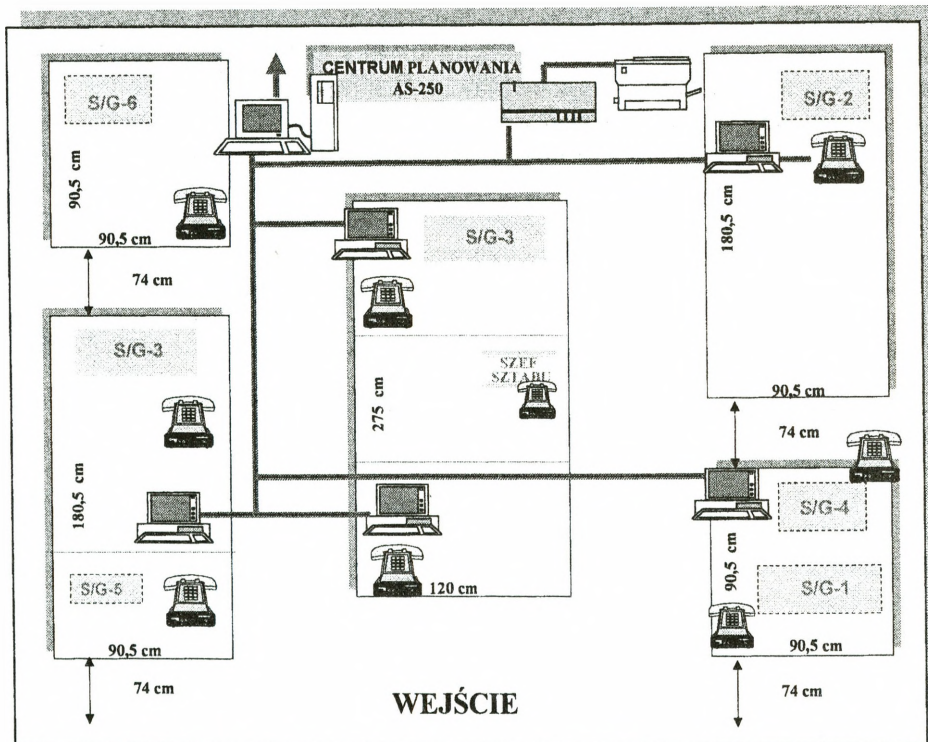 CENTRUM PLANOWANIA
AS-250
S/G-6
90,5 cm
90,5 cm
74 cm
S/G-2
180,5 cm
90,5 cm
74 cm
S/G-3
SZEF
SZTABU
275 cm
120 cm
S/G-3
180,5 cm
S/G-5
90,5 cm
74 cm
S/G-4
90,5 cm
S/G-1
90,5 cm
74 cm
WEJŚCIE